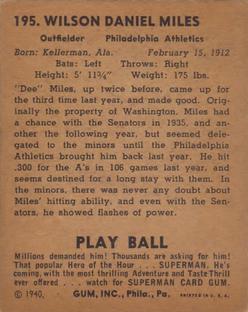 195. WILSON DANIEL MILES
Outfielder Philadelphia Athletics
Born: Kellerman, Ala. February 15, 1912
Bats: Left Throws: Right
Height: 5' 11¾" Weight: 175 lbs.
"Dee" Miles, up twice before, came up for
the third time last year, and made good. Orig-
inally the property of Washington, Miles had
a chance with the Senators in 1935, and an-
other the following year, but seemed dele-
gated to the minors until the Philadelphia
Athletics brought him back last year. He hit
.300 for the A's in 106 games last year, and
seems destined for a long stay with them. In
the minors, there was never any doubt about
Miles' hitting ability, and even with the Sen-
ators, he showed flashes of power.
PLAY BALL
Millions demanded him! Thousands are asking for him!
That popular Hero of the Hour . . . SUPERMAN. He's
coming, with the most thrilling Adventure and Taste Thrill
ever offered . . . watch for SUPERMAN CARD GUM.
© 1940, GUM, INC., Phila., Pa. PRINTED IN U. S. A.